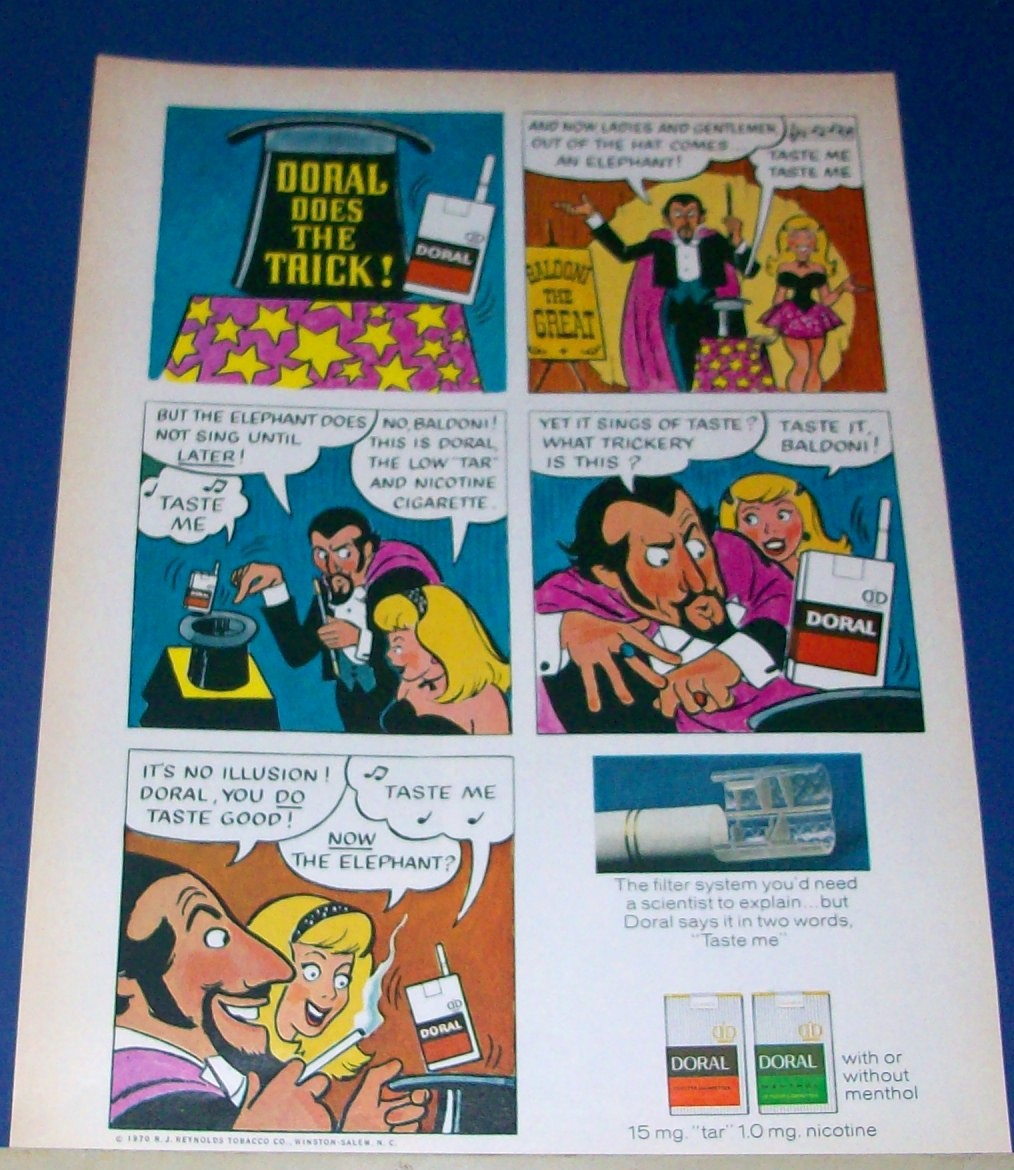 DORAL
DOES
THE
TRICK!
DORAL
AND NOW LADIES AND GENTLEMEN
OUT OF THE HAT COMES...
AN ELEPHANT!
TASTE ME
TASTE ME
BALDONI
THE
GREAT
BUT THE ELEPHANT DOES
NOT SING UNTIL
LATER!
NO, BALDONI!
THIS IS DORAL,
THE LOW "TAR"
AND NICOTINE
CIGARETTE.
TASTE
ME
DORAL
YET IT SINGS OF TASTE?
WHAT TRICKERY
IS THIS?
TASTE IT,
BALDONI!
DORAL
IT'S NO ILLUSION!
DORAL, YOU DO
TASTE GOOD!
TASTE ME
NOW
THE ELEPHANT?
DORAL
The filter system you'd need
a scientist to explain...but
Doral says it in two words,
"Taste me"
DORAL
DORAL
MENTHOL
with or
without
menthol
15 mg. "tar" 1.0 mg. nicotine
© 1970 R. J. REYNOLDS TOBACCO CO., WINSTON-SALEM, N. C.